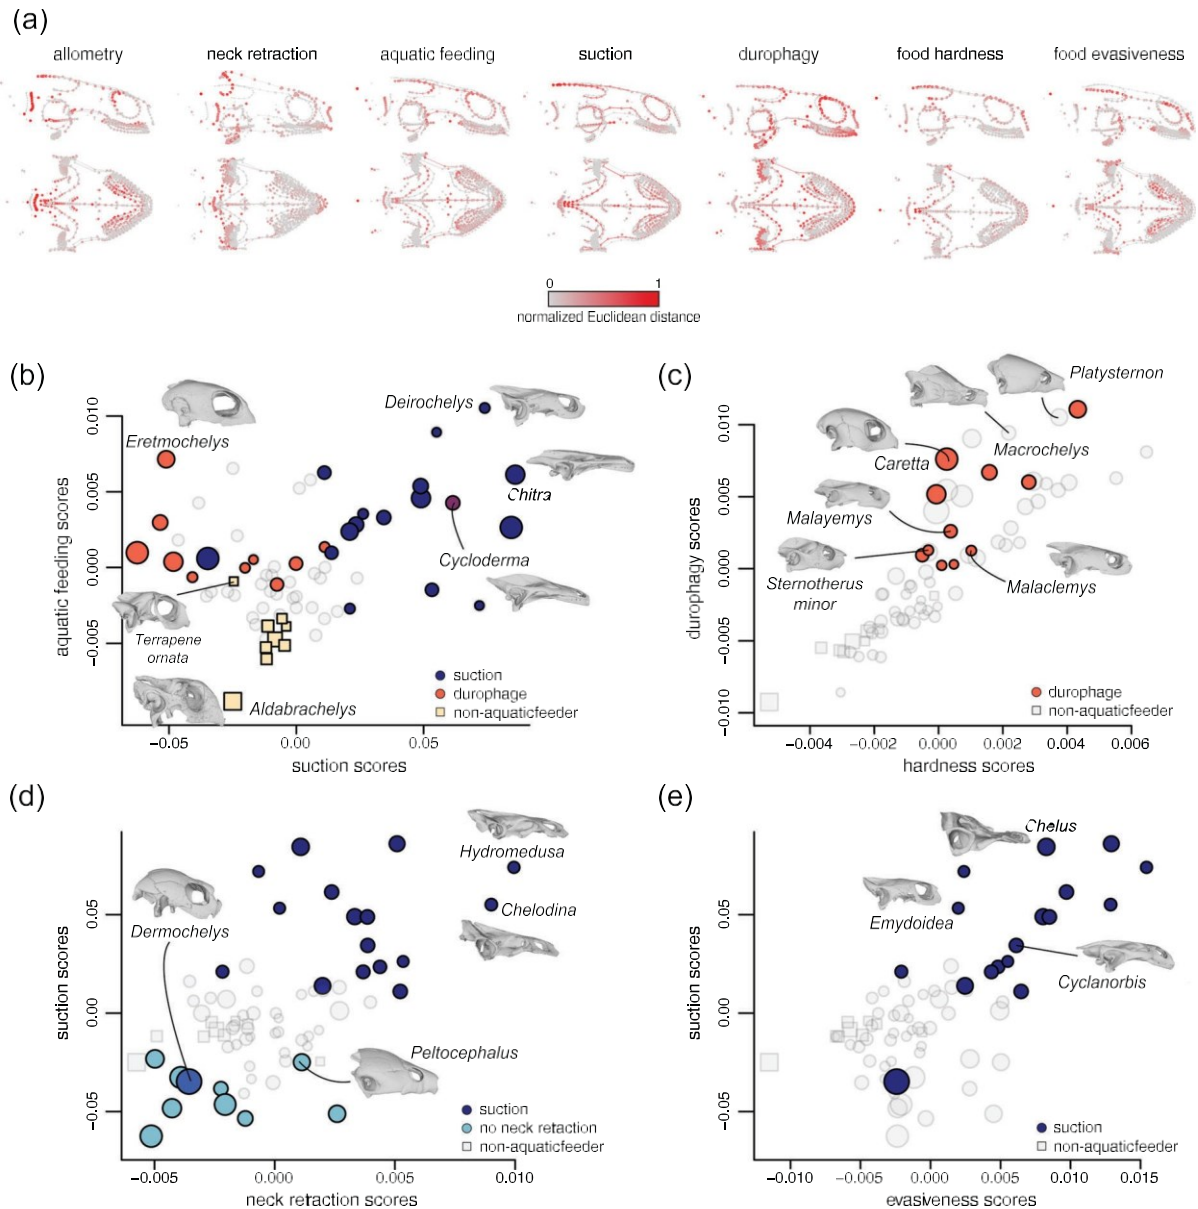 (a)
allometry neck retraction aquatic feeding suction durophagy food hardness food evasiveness
0 1
normalized Euclidean distance
(b)
aquatic feeding scores
0.010
0.005
0.000
−0.005
Eretmochelys
Deirochelys
Chitra
Cycloderma
Terrapene
ornata
Aldabrachelys
suction
durophage
non-aquaticfeeder
−0.05 0.00 0.05
suction scores
(c)
durophagy scores
0.010
0.005
0.000
−0.005
−0.010
Platysternon
Macrochelys
Caretta
Malayemys
Sternotherus
minor
Malaclemys
durophage
non-aquaticfeeder
−0.004 −0.002 0.000 0.002 0.004 0.006
hardness scores
(d)
suction scores
0.05
0.00
−0.05
Hydromedusa
Chelodina
Dermochelys
Peltocephalus
suction
no neck retaction
non-aquaticfeeder
−0.005 0.000 0.005 0.010
neck retraction scores
(e)
suction scores
0.05
0.00
−0.05
Chelus
Emydoidea
Cyclanorbis
suction
non-aquaticfeeder
−0.010 −0.005 0.000 0.005 0.010 0.015
evasiveness scores